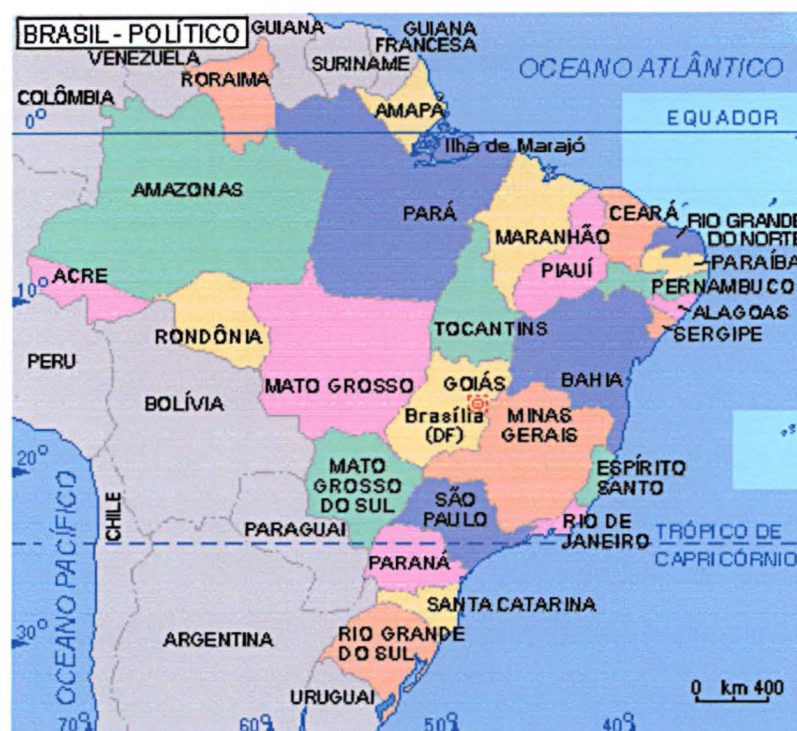 BRASIL - POLÍTICO
VENEZUELA
GUIANA
GUIANA
FRANCESA
SURINAME
RORAIMA
COLÔMBIA
AMAPÁ
OCEANO ATLÂNTICO
0°
EQUADOR
Ilha de Marajó
AMAZONAS
PARÁ
MARANHÃO
CEARÁ
RIO GRANDE
DO NORTE
PIAUÍ
PARAÍBA
PERNAMBUCO
ACRE
10°
ALAGOAS
SERGIPE
RONDÔNIA
TOCANTINS
PERU
MATO GROSSO
GOIÁS
BAHIA
BOLÍVIA
Brasília
(DF)
MINAS
GERAIS
20°
MATO
GROSSO
DO SUL
ESPÍRITO
SANTO
SÃO
PAULO
CHILE
PARAGUAI
RIO DE
JANEIRO
TRÓPICO DE
CAPRICÓRNIO
PARANÁ
OCEANO PACÍFICO
SANTA CATARINA
ARGENTINA
RIO GRANDE
DO SUL
30°
URUGUAI
0 km 400
70°
60°
50°
40°